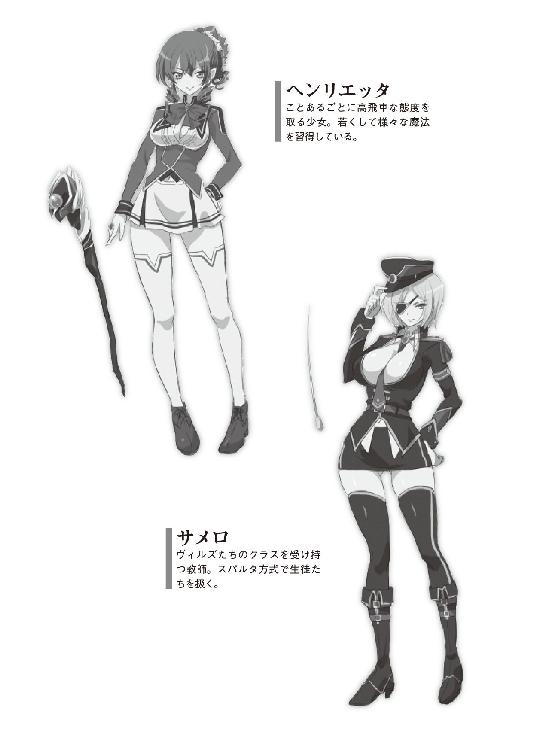 ヘンリエッタ
ことあるごとに高飛車な態度を
取る少女。若くして様々な魔法
を習得している。
サメロ
ヴィルズたちのクラスを受け持
つ教師。スパルタ方式で生徒た
ちを扱く。